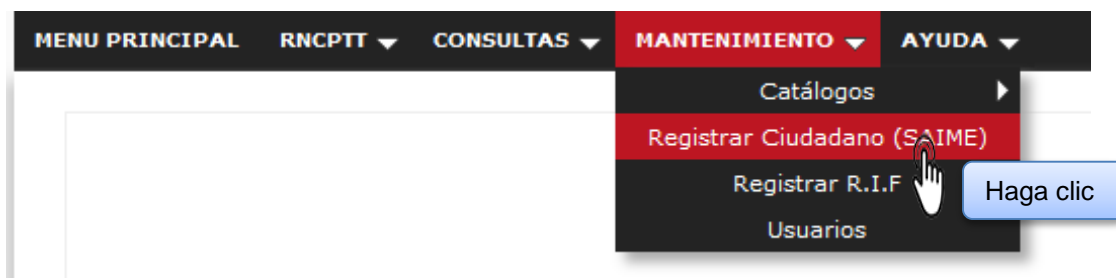 MENU PRINCIPAL RNCPTT CONSULTAS MANTENIMIENTO AYUDA
Catálogos
Registrar Ciudadano (SAIME)
Registrar R.I.F
Haga clic
Usuarios